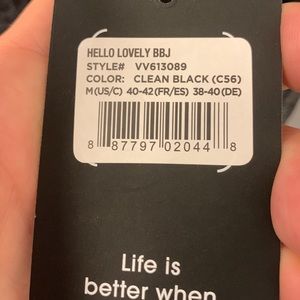 HELLO LOVELY BBJ
STYLE# VV613089
COLOR: CLEAN BLACK (C56)
M(US/C) 40-42(FR/ES) 38-40(DE)
8 87797 02044 8
Life is
better when